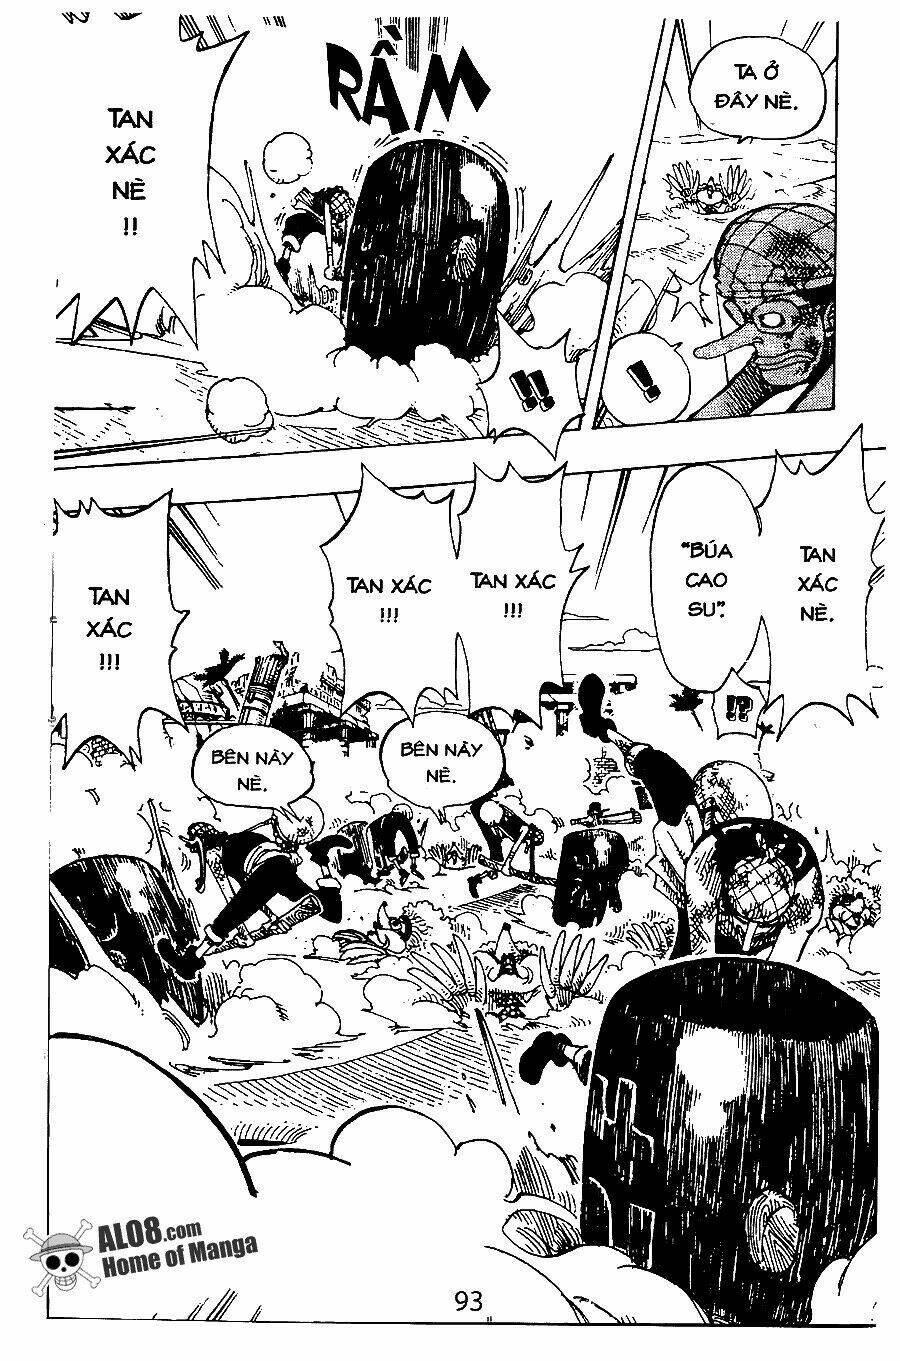 TA Ở
ĐÂY NÈ.
!!
RẦM
!!
TAN
XÁC
NÈ
!!
TAN
XÁC
NÈ.
!?
"BÚA
CAO
SU".
TAN XÁC
!!!
TAN XÁC
!!!
BÊN NÀY
NÈ.
BÊN NÀY
NÈ.
TAN
XÁC
!!!
ALO8.com
Home of Manga
93